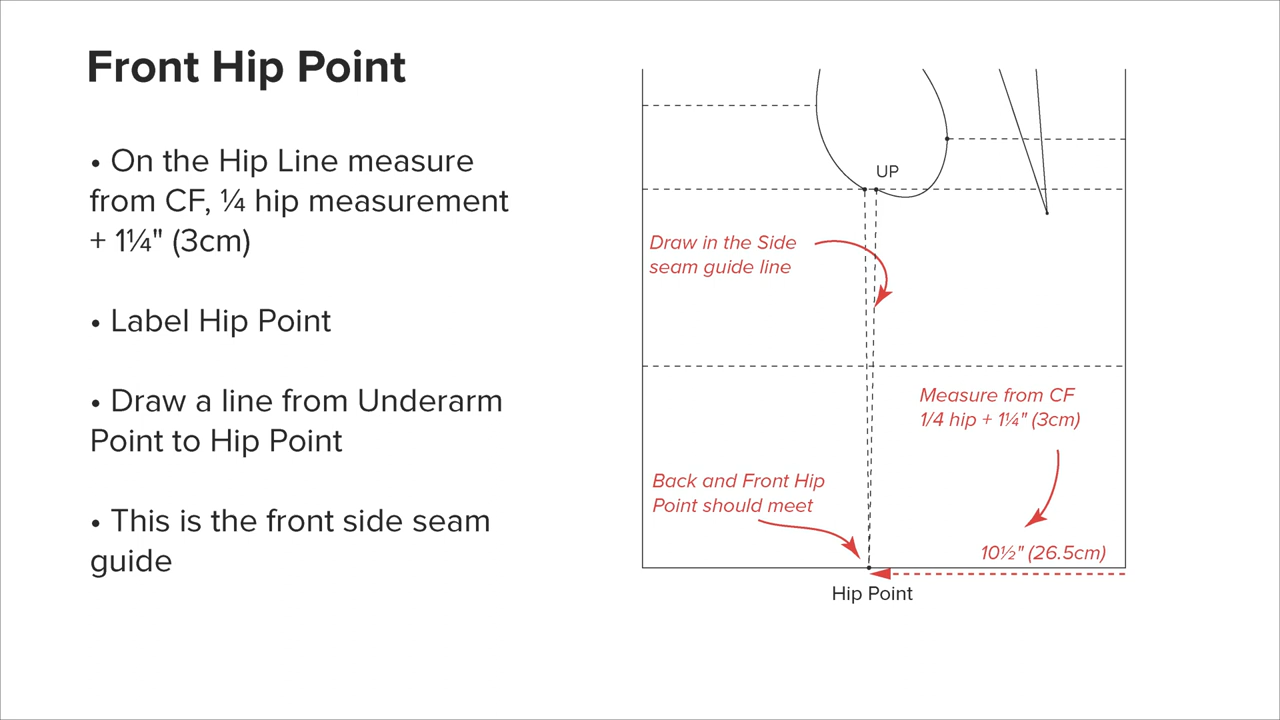 Front Hip Point
• On the Hip Line measure
from CF, ¼ hip measurement
+ 1¼" (3cm)
• Label Hip Point
• Draw a line from Underarm
Point to Hip Point
• This is the front side seam
guide
UP
Draw in the Side
seam guide line
Measure from CF
1/4 hip + 1¼" (3cm)
Back and Front Hip
Point should meet
10½" (26.5cm)
Hip Point